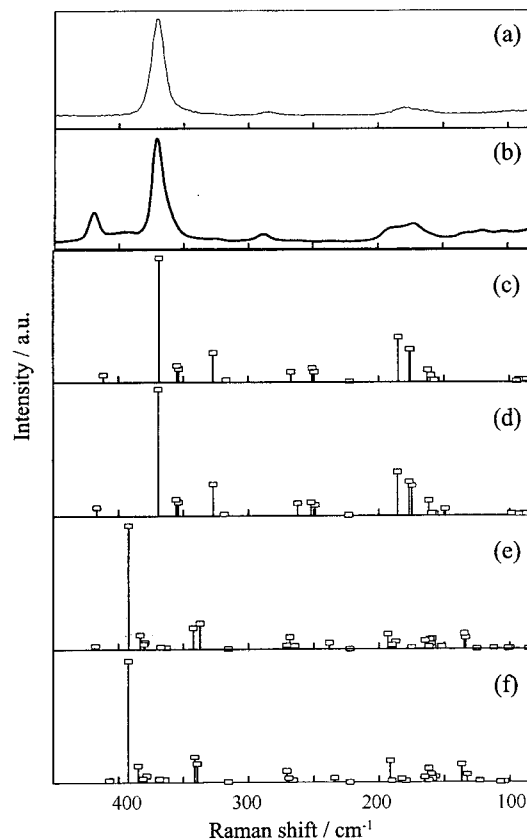 (a)
(b)
(c)
(d)
(e)
(f)
Intensity / a.u.
400 300 200 100
Raman shift / cm⁻¹